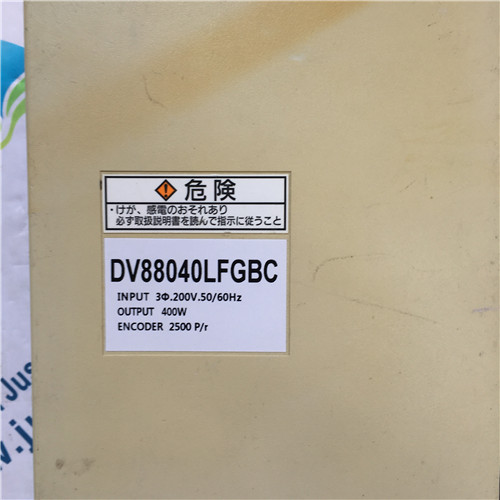 危険
・けが、感電のおそれあり
必ず取扱説明書を読んで指示に従うこと
DV88040LFGBC
INPUT 3Φ.200V.50/60Hz
OUTPUT 400W
ENCODER 2500 P/r